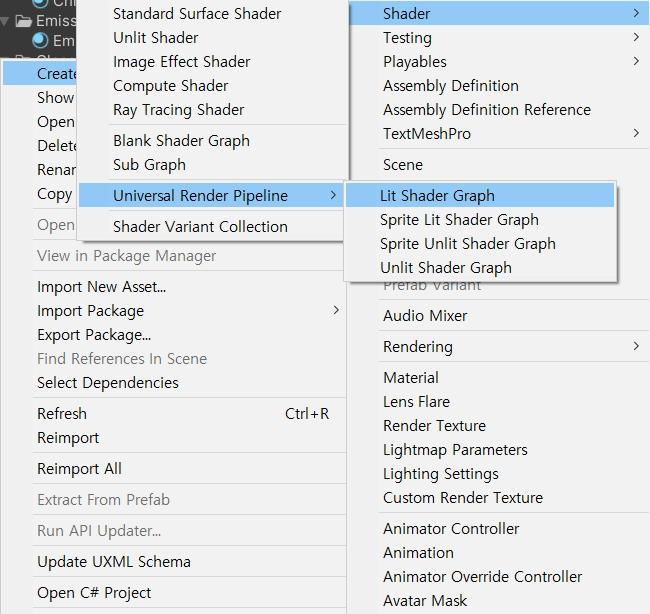 Emiss
Em
Create
Show
Open
Delete
Renam
Copy
Open
View in Package Manager
Import New Asset...
Import Package
Export Package...
Find References In Scene
Select Dependencies
Refresh Ctrl+R
Reimport
Reimport All
Extract From Prefab
Run API Updater...
Update UXML Schema
Open C# Project
Standard Surface Shader
Unlit Shader
Image Effect Shader
Compute Shader
Ray Tracing Shader
Blank Shader Graph
Sub Graph
Universal Render Pipeline
Shader Variant Collection
Shader
Testing
Playables
Assembly Definition
Assembly Definition Reference
TextMeshPro
Scene
Lit Shader Graph
Sprite Lit Shader Graph
Sprite Unlit Shader Graph
Unlit Shader Graph
Prefab Variant
Audio Mixer
Rendering
Material
Lens Flare
Render Texture
Lightmap Parameters
Lighting Settings
Custom Render Texture
Animator Controller
Animation
Animator Override Controller
Avatar Mask